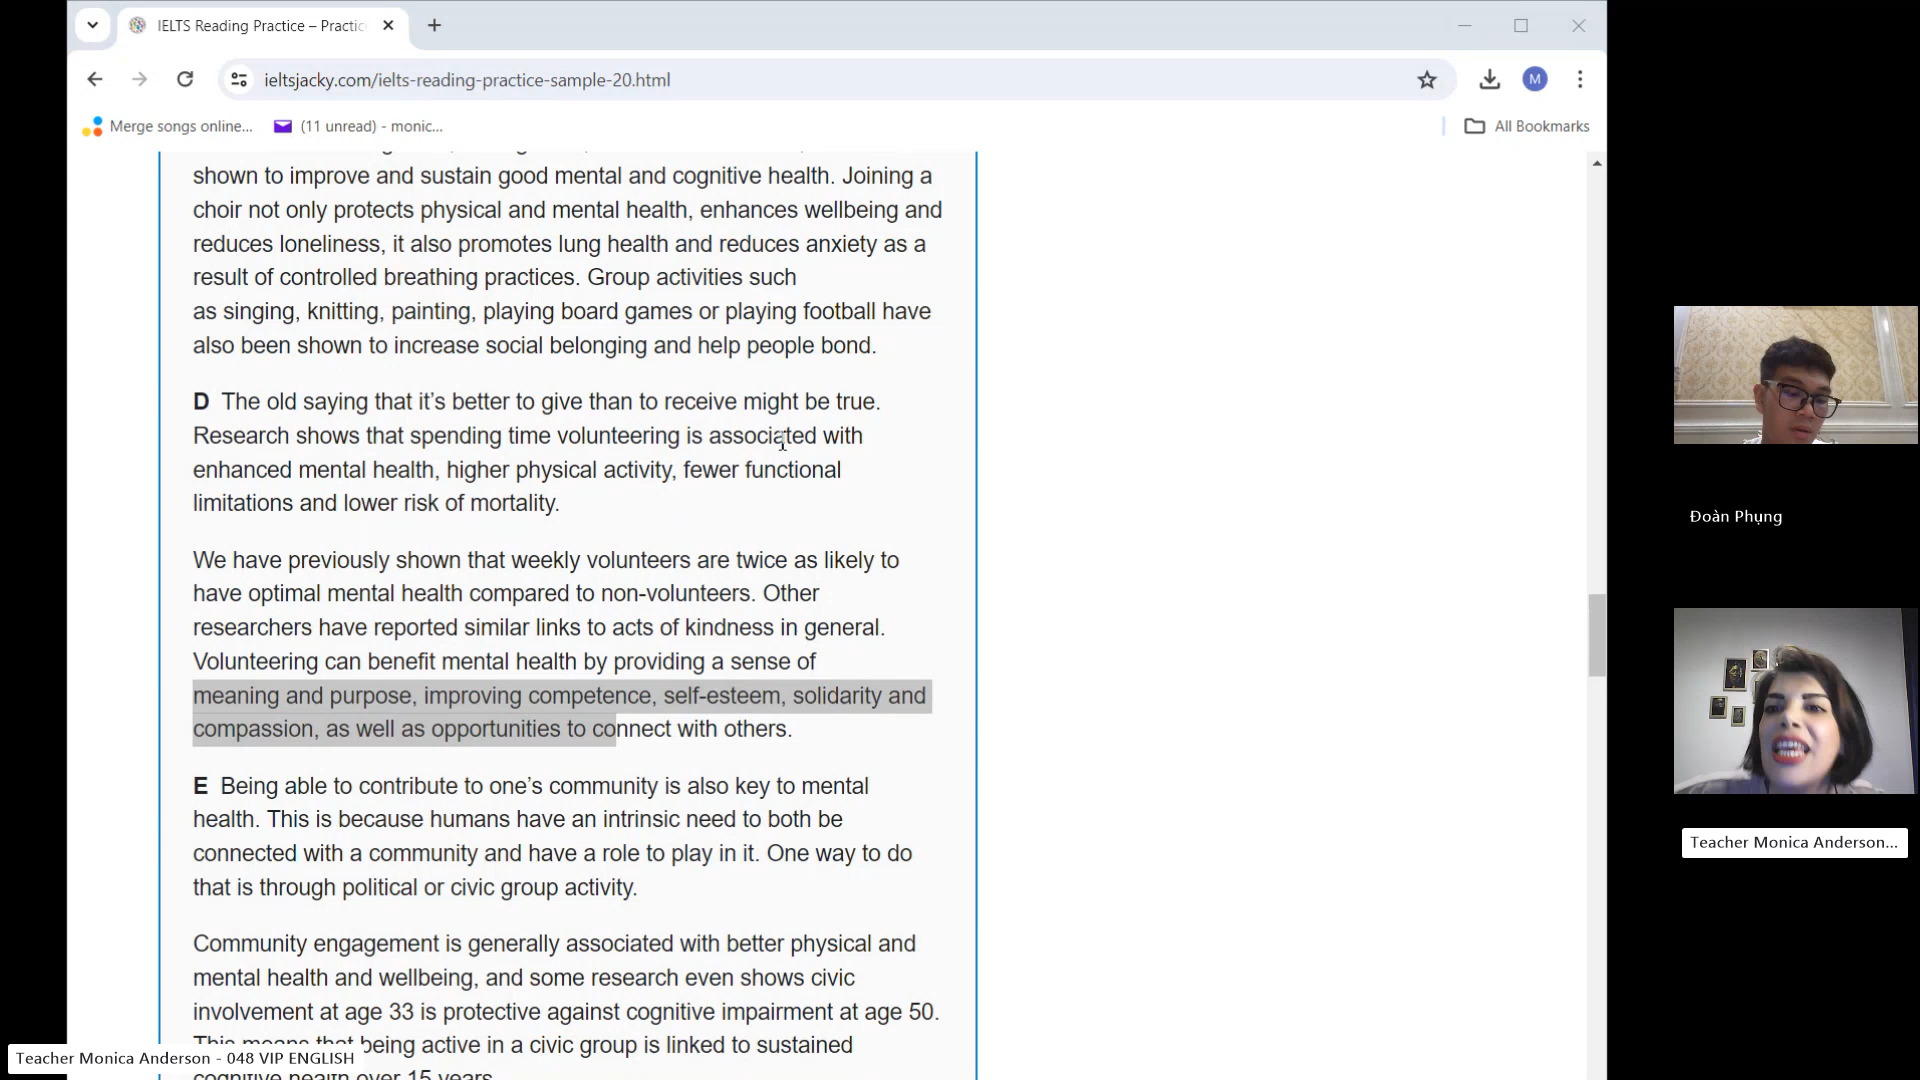 IELTS Reading Practice – Practic
ieltsjacky.com/ielts-reading-practice-sample-20.html
M
Merge songs online...
(11 unread) - monic...
All Bookmarks
shown to improve and sustain good mental and cognitive health. Joining a
choir not only protects physical and mental health, enhances wellbeing and
reduces loneliness, it also promotes lung health and reduces anxiety as a
result of controlled breathing practices. Group activities such
as singing, knitting, painting, playing board games or playing football have
also been shown to increase social belonging and help people bond.
D The old saying that it’s better to give than to receive might be true.
Research shows that spending time volunteering is associated with
enhanced mental health, higher physical activity, fewer functional
limitations and lower risk of mortality.
We have previously shown that weekly volunteers are twice as likely to
have optimal mental health compared to non-volunteers. Other
researchers have reported similar links to acts of kindness in general.
Volunteering can benefit mental health by providing a sense of
meaning and purpose, improving competence, self-esteem, solidarity and
compassion, as well as opportunities to connect with others.
E Being able to contribute to one’s community is also key to mental
health. This is because humans have an intrinsic need to both be
connected with a community and have a role to play in it. One way to do
that is through political or civic group activity.
Community engagement is generally associated with better physical and
mental health and wellbeing, and some research even shows civic
involvement at age 33 is protective against cognitive impairment at age 50.
This means that being active in a civic group is linked to sustained
cognitive health over 15 years.
Đoàn Phụng
Teacher Monica Anderson...
Teacher Monica Anderson - 048 VIP ENGLISH